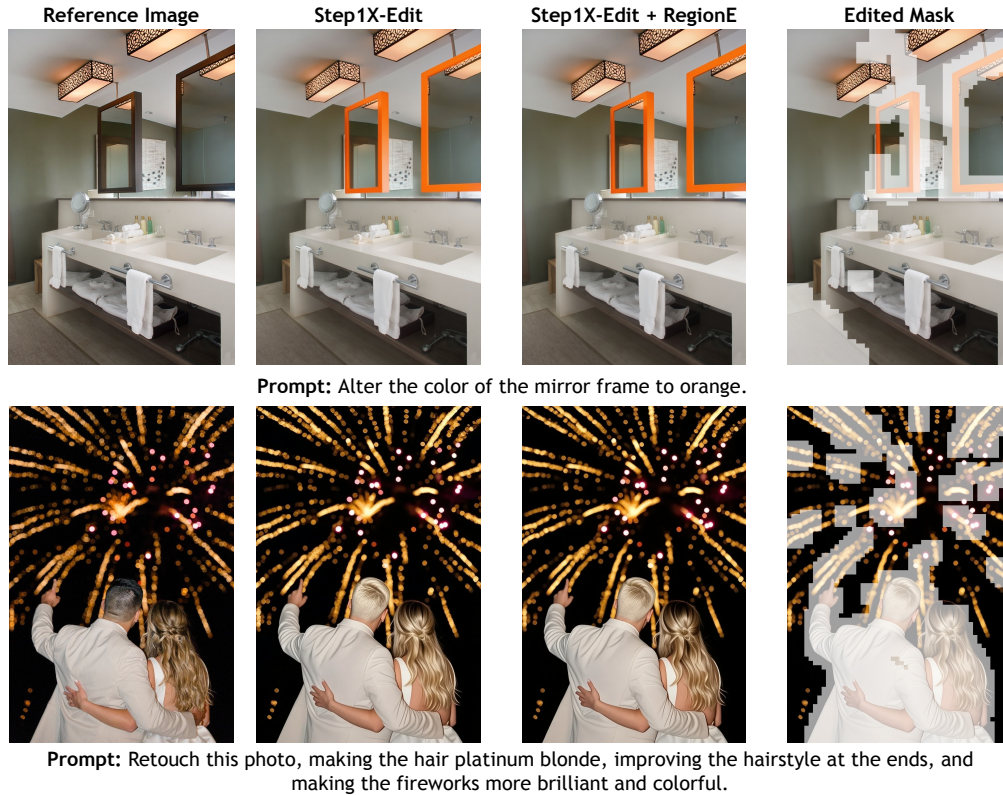 Reference Image
Step1X-Edit
Step1X-Edit + RegionE
Edited Mask
Prompt: Alter the color of the mirror frame to orange.
Prompt: Retouch this photo, making the hair platinum blonde, improving the hairstyle at the ends, and
making the fireworks more brilliant and colorful.